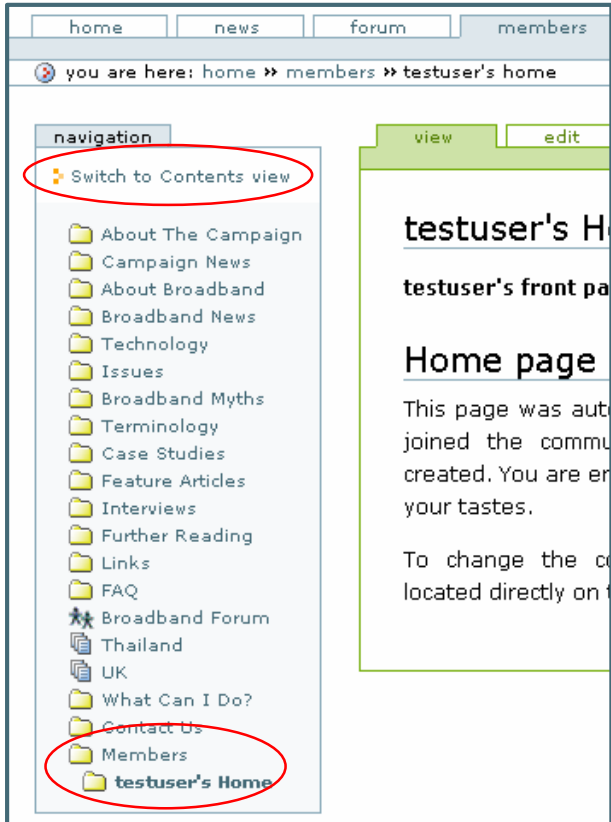 home news forum members
you are here: home » members » testuser's home
navigation
Switch to Contents view
About The Campaign
Campaign News
About Broadband
Broadband News
Technology
Issues
Broadband Myths
Terminology
Case Studies
Feature Articles
Interviews
Further Reading
Links
FAQ
Broadband Forum
Thailand
UK
What Can I Do?
Contact Us
Members
testuser's Home
view edit
testuser's H
testuser's front pa
Home page
This page was aut
joined the commu
created. You are er
your tastes.
To change the co
located directly on t